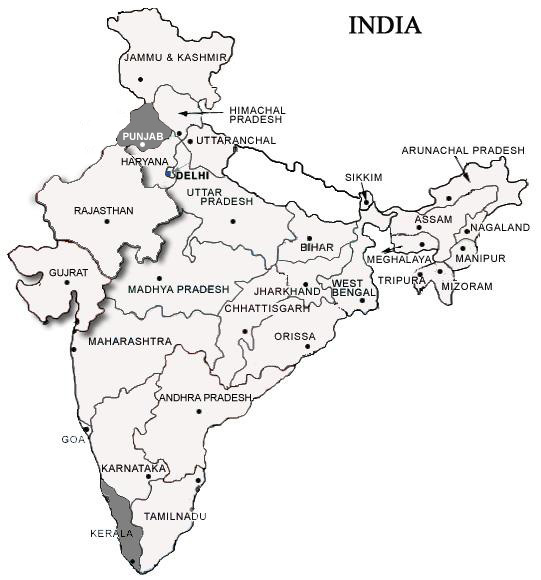 INDIA
JAMMU & KASHMIR
HIMACHAL
PRADESH
PUNJAB
UTTARANCHAL
HARYANA
DELHI
ARUNACHAL PRADESH
SIKKIM
UTTAR
PRADESH
RAJASTHAN
ASSAM
NAGALAND
BIHAR
MEGHALAYA
MANIPUR
GUJRAT
TRIPURA
MIZORAM
MADHYA PRADESH
JHARKHAND
WEST
BENGAL
CHHATTISGARH
ORISSA
MAHARASHTRA
ANDHRA PRADESH
GOA
KARNATAKA
TAMILNADU
KERALA